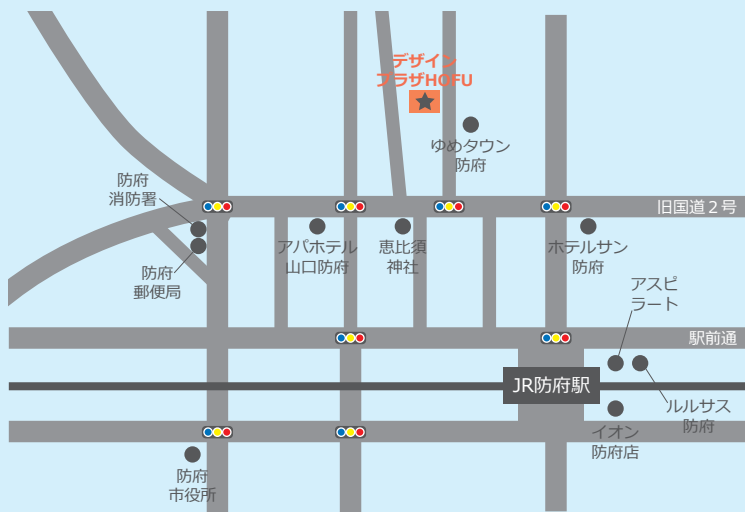 デザイン
プラザHOFU
ゆめタウン
防府
防府
消防署
旧国道２号
アパホテル
山口防府
恵比須
神社
ホテルサン
防府
防府
郵便局
アスピ
ラート
駅前通
JR防府駅
ルルサス
防府
イオン
防府店
防府
市役所